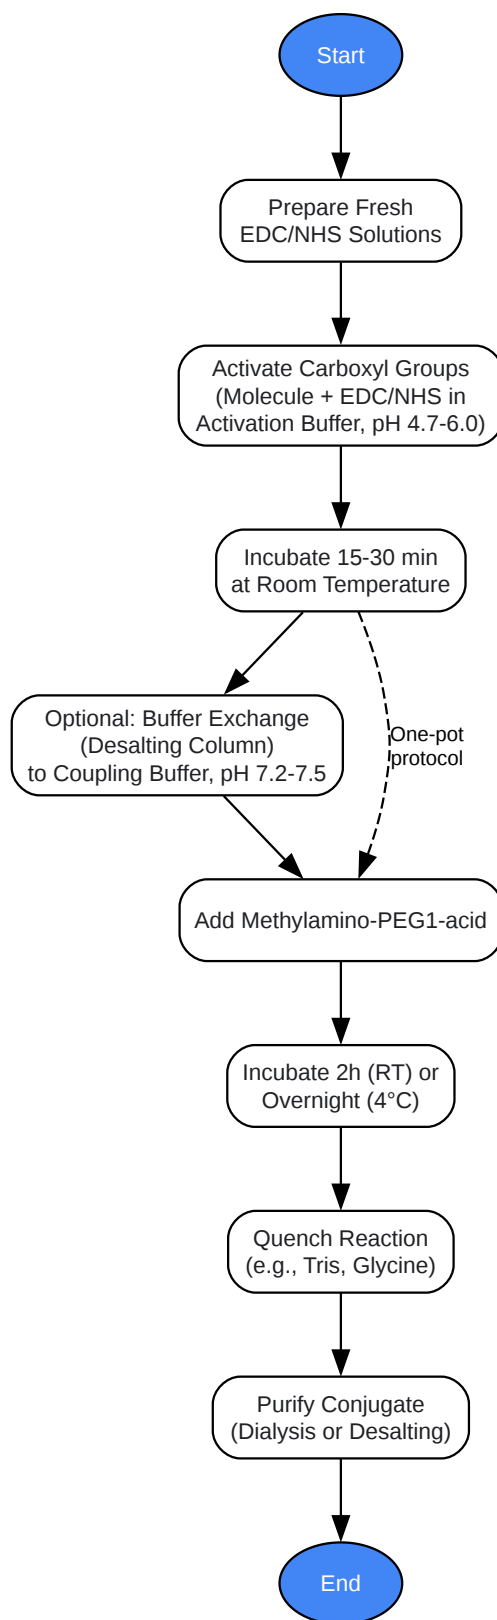 Start
Prepare Fresh
EDC/NHS Solutions
Activate Carboxyl Groups
(Molecule + EDC/NHS in
Activation Buffer, pH 4.7-6.0)
Incubate 15-30 min
at Room Temperature
Optional: Buffer Exchange
(Desalting Column)
to Coupling Buffer, pH 7.2-7.5
One-pot
protocol
Add Methylamino-PEG1-acid
Incubate 2h (RT) or
Overnight (4°C)
Quench Reaction
(e.g., Tris, Glycine)
Purify Conjugate
(Dialysis or Desalting)
End